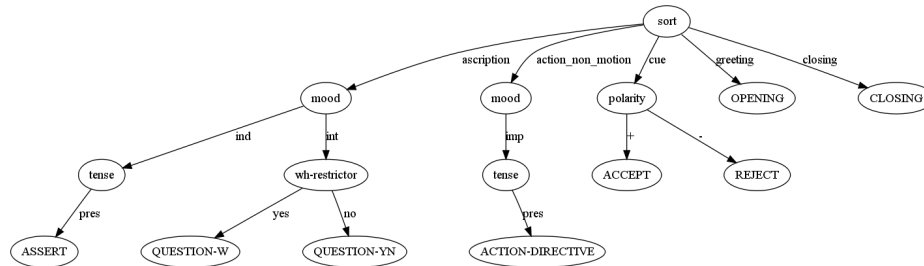 sort
ascription action_non_motion cue greeting closing
mood mood polarity OPENING CLOSING
ind int imp + -
tense wh-restrictor tense ACCEPT REJECT
pres yes no pres
ASSERT QUESTION-W QUESTION-YN ACTION-DIRECTIVE